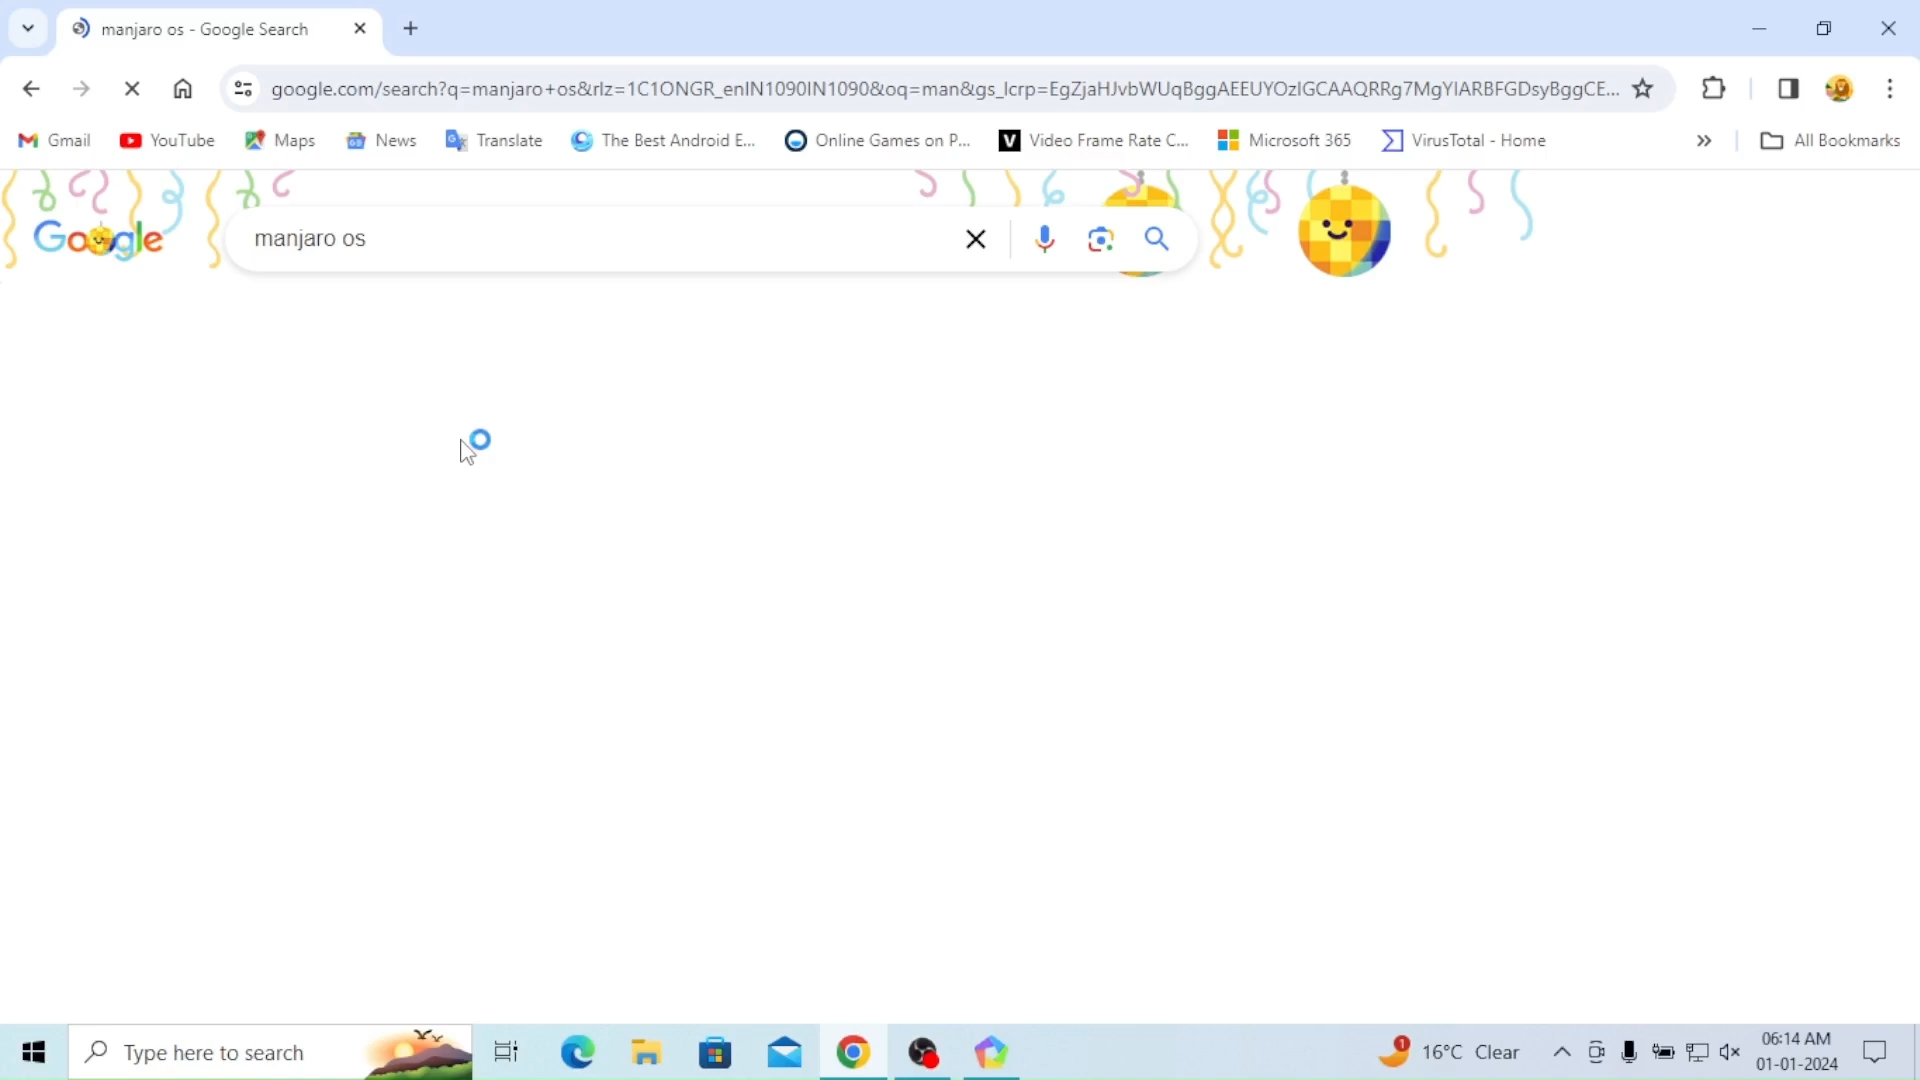 manjaro os - Google Search
google.com/search?q=manjaro+os&rlz=1C1ONGR_enIN1090IN1090&oq=man&gs_lcrp=EgZjaHJvbWUqBggAEEUYOzIGCAAQRRg7MgYIARBFGDsyBggCE...
Gmail YouTube Maps News Translate The Best Android E... Online Games on P... Video Frame Rate C... Microsoft 365 VirusTotal - Home » All Bookmarks
Google manjaro os
Type here to search 1 16°C Clear 06:14 AM
01-01-2024